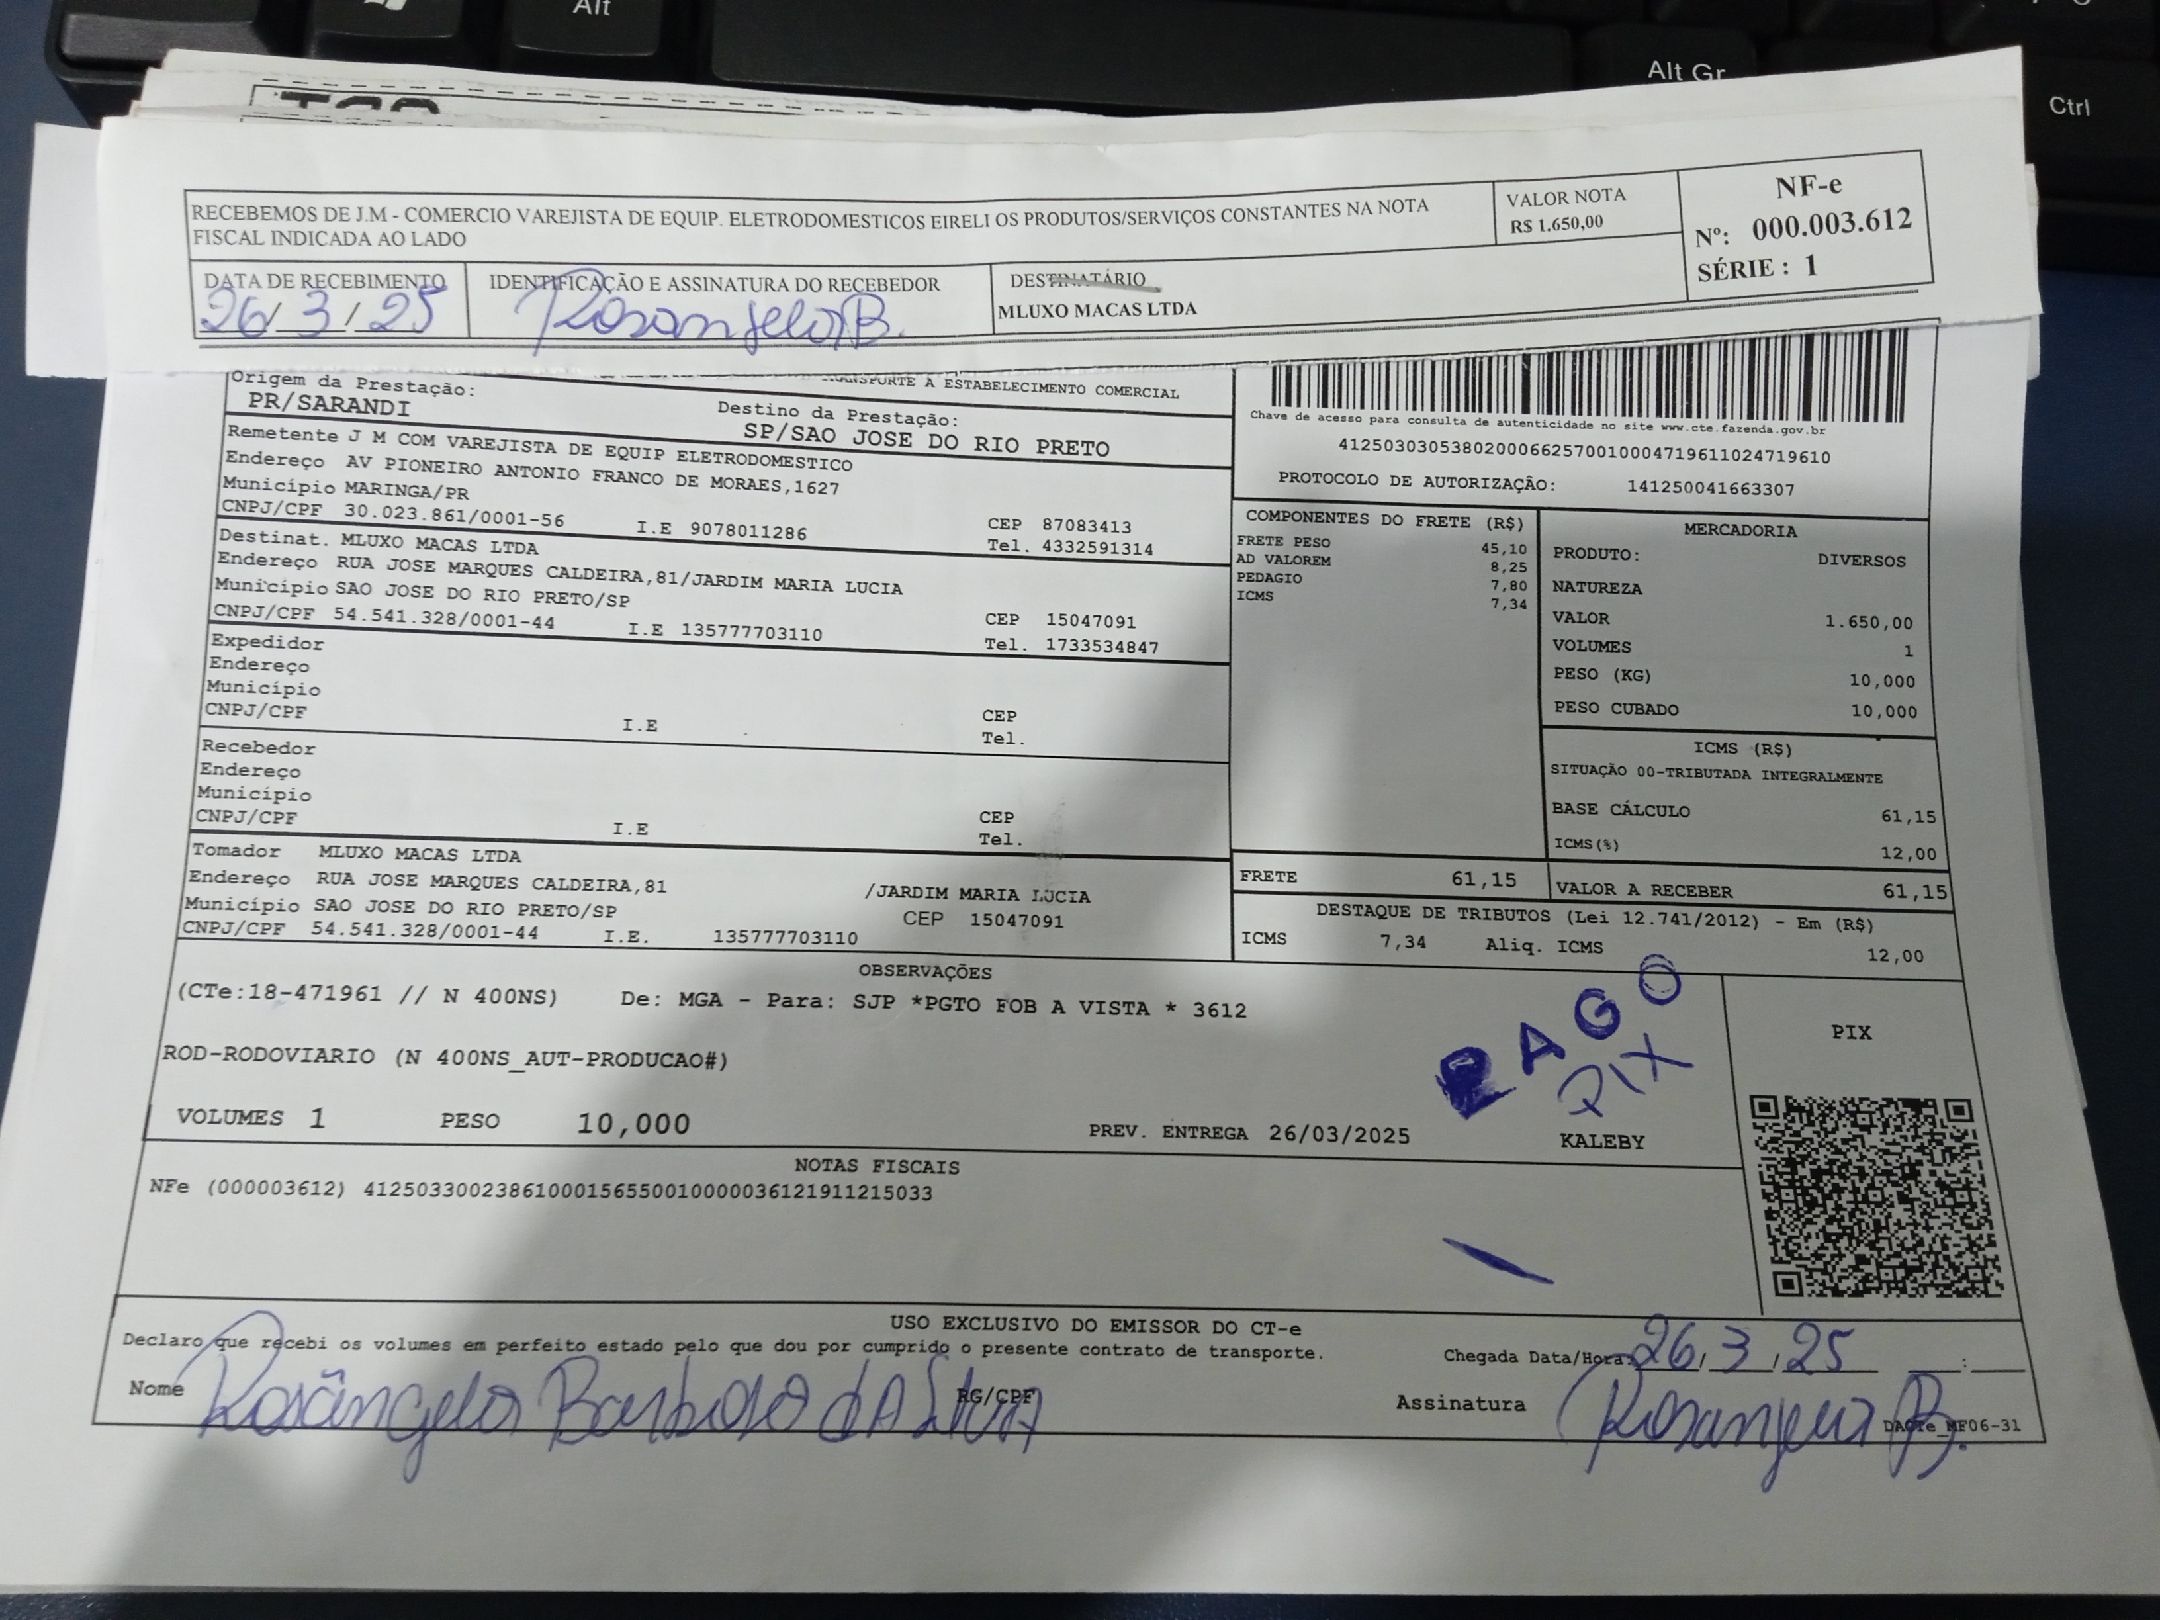 Alt
Alt Gr
Ctrl
RECEBEMOS DE J.M - COMERCIO VAREJISTA DE EQUIP. ELETRODOMESTICOS EIRELI OS PRODUTOS/SERVIÇOS CONSTANTES NA NOTA
FISCAL INDICADA AO LADO
VALOR NOTA
R$ 1.650,00
NF-e
Nº: 000.003.612
SÉRIE : 1
DATA DE RECEBIMENTO
26/3/25
IDENTIFICAÇÃO E ASSINATURA DO RECEBEDOR
Rosangela B.
DESTINATÁRIO
MLUXO MACAS LTDA
TRANSPORTE A ESTABELECIMENTO COMERCIAL
Origem da Prestação:
PR/SARANDI
Destino da Prestação:
SP/SAO JOSE DO RIO PRETO
Remetente J M COM VAREJISTA DE EQUIP ELETRODOMESTICO
Endereço AV PIONEIRO ANTONIO FRANCO DE MORAES,1627
Município MARINGA/PR
CEP 87083413
CNPJ/CPF 30.023.861/0001-56 I.E 9078011286
Tel. 4332591314
Destinat. MLUXO MACAS LTDA
Endereço RUA JOSE MARQUES CALDEIRA,81/JARDIM MARIA LUCIA
Município SAO JOSE DO RIO PRETO/SP
CEP 15047091
CNPJ/CPF 54.541.328/0001-44 I.E 135777703110
Tel. 1733534847
Expedidor
Endereço
Município
CEP
CNPJ/CPF I.E
Tel.
Recebedor
Endereço
Município
CEP
CNPJ/CPF I.E
Tel.
Tomador MLUXO MACAS LTDA
Endereço RUA JOSE MARQUES CALDEIRA,81 /JARDIM MARIA LUCIA
Município SAO JOSE DO RIO PRETO/SP CEP 15047091
CNPJ/CPF 54.541.328/0001-44 I.E. 135777703110
Chave de acesso para consulta de autenticidade no site www.cte.fazenda.gov.br
41250303053802000662570010004719611024719610
PROTOCOLO DE AUTORIZAÇÃO: 141250041663307
COMPONENTES DO FRETE (R$)
FRETE PESO 45,10
AD VALOREM 8,25
PEDAGIO 7,80
ICMS 7,34
MERCADORIA
PRODUTO: DIVERSOS
NATUREZA
VALOR 1.650,00
VOLUMES 1
PESO (KG) 10,000
PESO CUBADO 10,000
ICMS (R$)
SITUAÇÃO 00-TRIBUTADA INTEGRALMENTE
BASE CÁLCULO 61,15
ICMS(%) 12,00
FRETE 61,15
VALOR A RECEBER 61,15
DESTAQUE DE TRIBUTOS (Lei 12.741/2012) - Em (R$)
ICMS 7,34 Aliq. ICMS 12,00
OBSERVAÇÕES
(CTe:18-471961 // N 400NS) De: MGA - Para: SJP *PGTO FOB A VISTA * 3612
ROD-RODOVIARIO (N 400NS_AUT-PRODUCAO#)
PAGO
PIX
PIX
VOLUMES 1 PESO 10,000 PREV. ENTREGA 26/03/2025 KALEBY
NOTAS FISCAIS
NFe (000003612) 41250330023861000156550010000036121911215033
USO EXCLUSIVO DO EMISSOR DO CT-e
Declaro que recebi os volumes em perfeito estado pelo que dou por cumprido o presente contrato de transporte.
Chegada Data/Hora: 26/3/25 __:__
Nome Rosângela Barbosa da Silva RG/CPF
Assinatura Rosangela B.
DACTe_MF06-31